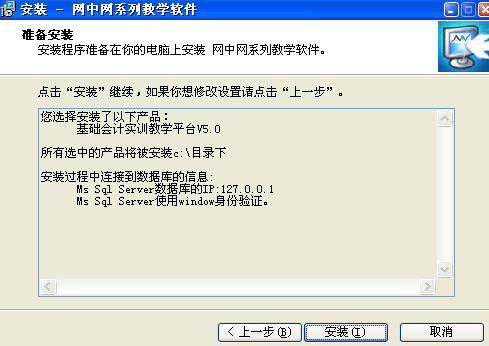 安装 - 网中网系列教学软件
准备安装
安装程序准备在你的电脑上安装 网中网系列教学软件。
点击“安装”继续，如果你想修改设置请点击“上一步”。
您选择安装了以下产品：
基础会计实训教学平台V5.0
所有选中的产品将被安装c:\目录下
安装过程中连接到数据库的信息:
Ms Sql Server数据库的IP:127.0.0.1
Ms Sql Server使用window身份验证。
< 上一步(B)
安装(I)
取消